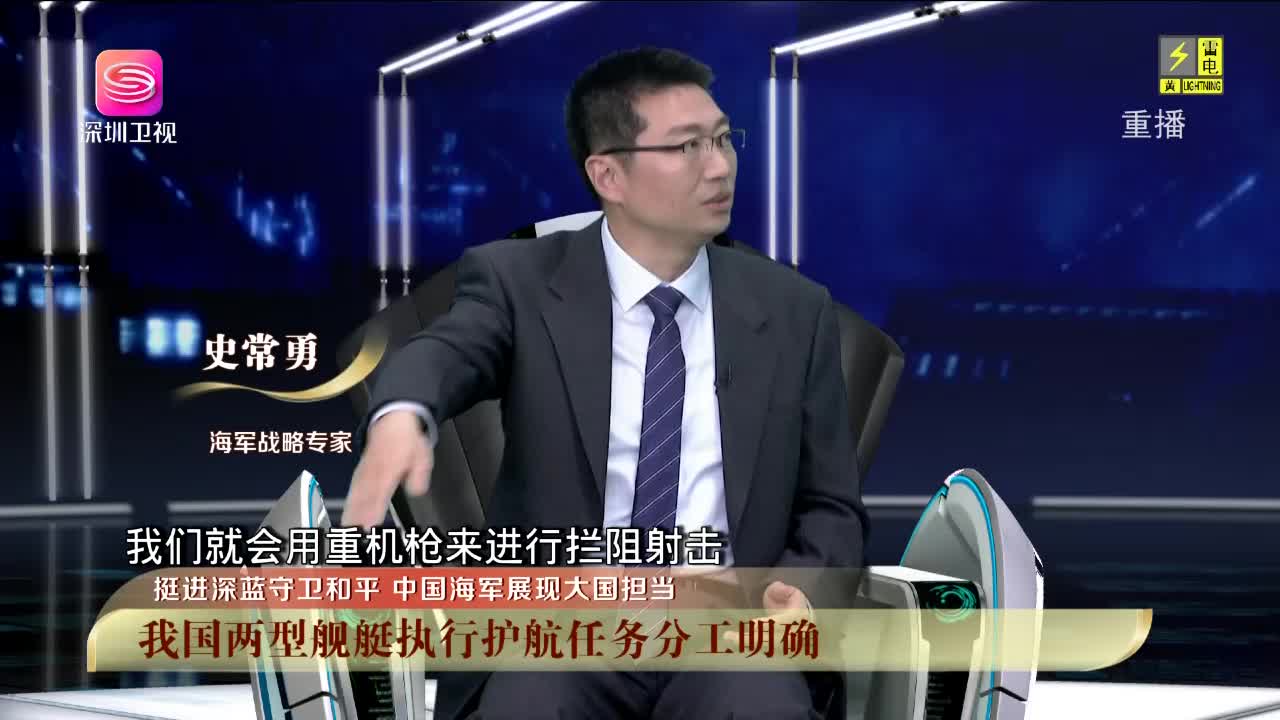 深圳卫视
雷电
黄 LIGHTNING
重播
史常勇
海军战略专家
我们就会用重机枪来进行拦阻射击
挺进深蓝守卫和平 中国海军展现大国担当
我国两型舰艇执行护航任务分工明确